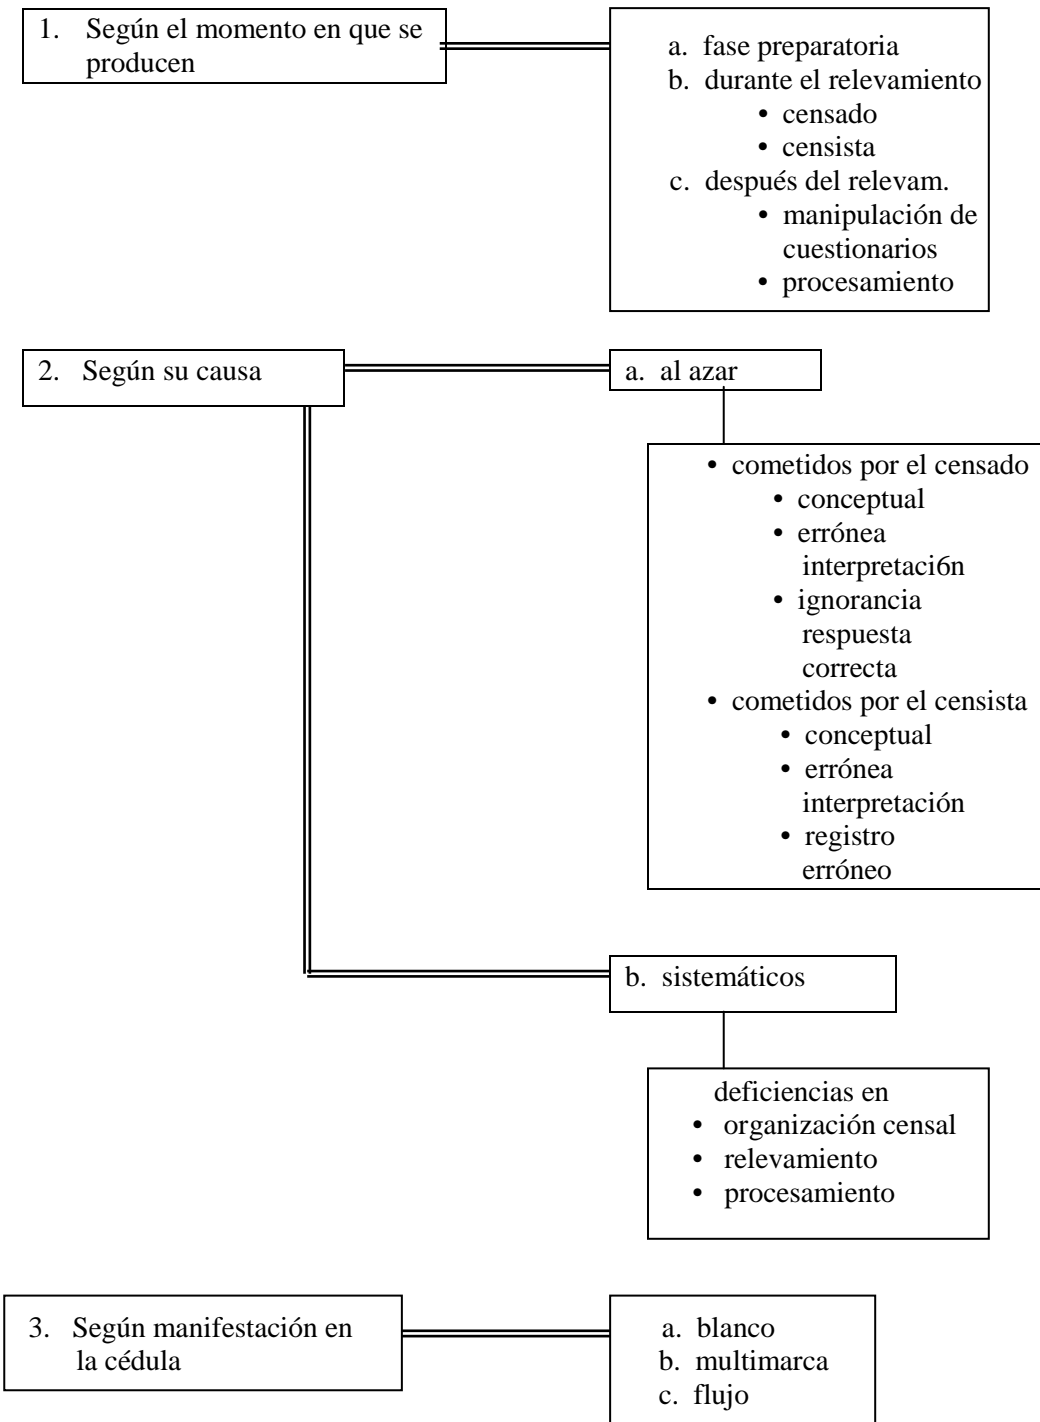 1. Según el momento en que se
producen
a. fase preparatoria
b. durante el relevamiento
• censado
• censista
c. después del relevam.
• manipulación de
cuestionarios
• procesamiento
2. Según su causa
a. al azar
• cometidos por el censado
• conceptual
• errónea
interpretaci6n
• ignorancia
respuesta
correcta
• cometidos por el censista
• conceptual
• errónea
interpretación
• registro
erróneo
b. sistemáticos
deficiencias en
• organización censal
• relevamiento
• procesamiento
3. Según manifestación en
la cédula
a. blanco
b. multimarca
c. flujo